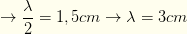 → λ/2 = 1,5cm → λ = 3cm